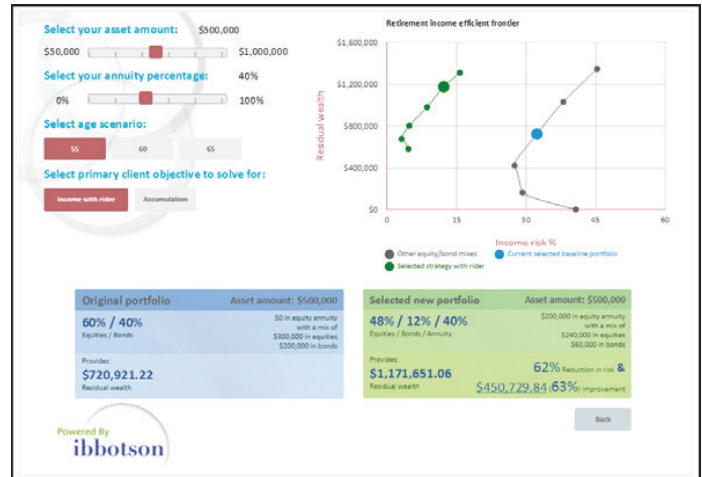 Select your asset amount: $500,000
$50,000 $1,000,000
Select your annuity percentage: 40%
0% 100%
Select age scenario:
55 60 65
Select primary client objective to solve for:
Income with rider Accumulation
Retirement income efficient frontier
$1,600,000
$1,200,000
$800,000
$400,000
$0
Residual wealth
0 15 30 45 60
Income risk %
Other equity/bond mixes Current selected baseline portfolio
Selected strategy with rider
Original portfolio Asset amount: $500,000
60% / 40%
Equities / Bonds
$0 in equity annuity
with a mix of
$300,000 in equities
$200,000 in bonds
Provides:
$720,921.22
Residual wealth
Selected new portfolio Asset amount: $500,000
48% / 12% / 40%
Equities / Bonds / Annuity
$200,000 in equity annuity
with a mix of
$240,000 in equities
$60,000 in bonds
Provides:
$1,171,651.06
Residual wealth
62% Reduction in risk &
$450,729.84 (63%) Improvement
Back
Powered By
ibbotson